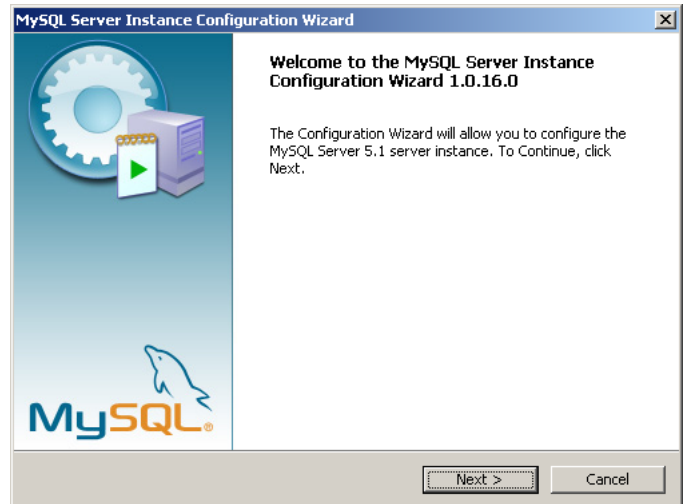 MySQL Server Instance Configuration Wizard
Welcome to the MySQL Server Instance
Configuration Wizard 1.0.16.0
The Configuration Wizard will allow you to configure the
MySQL Server 5.1 server instance. To Continue, click
Next.
MySQL®
Next >
Cancel